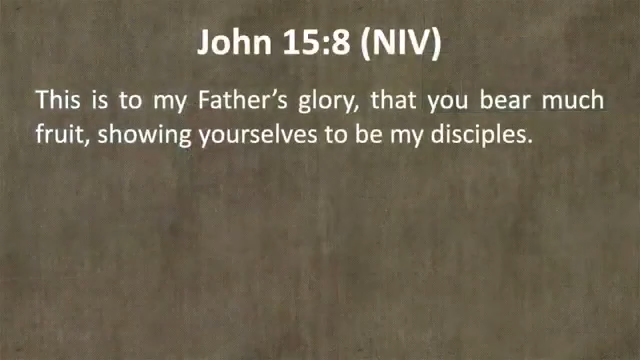 John 15:8 (NIV)
This is to my Father’s glory, that you bear much
fruit, showing yourselves to be my disciples.